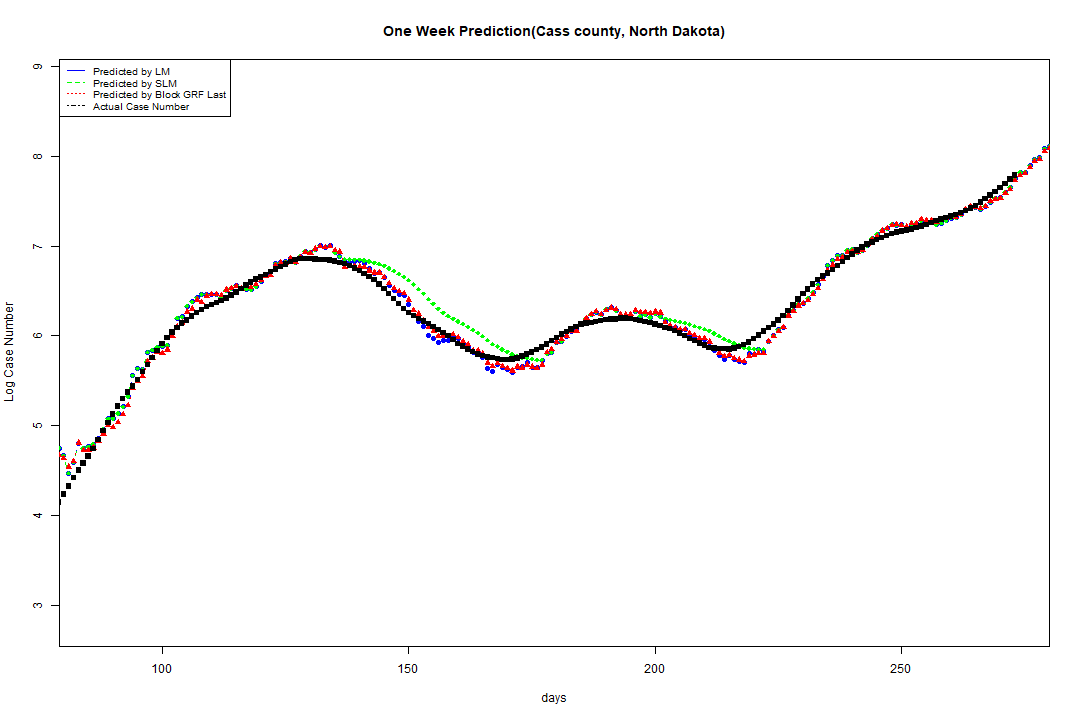 One Week Prediction(Cass county, North Dakota)
Predicted by LM
Predicted by SLM
Predicted by Block GRF Last
Actual Case Number
9
8
7
6
5
4
3
Log Case Number
100 150 200 250
days